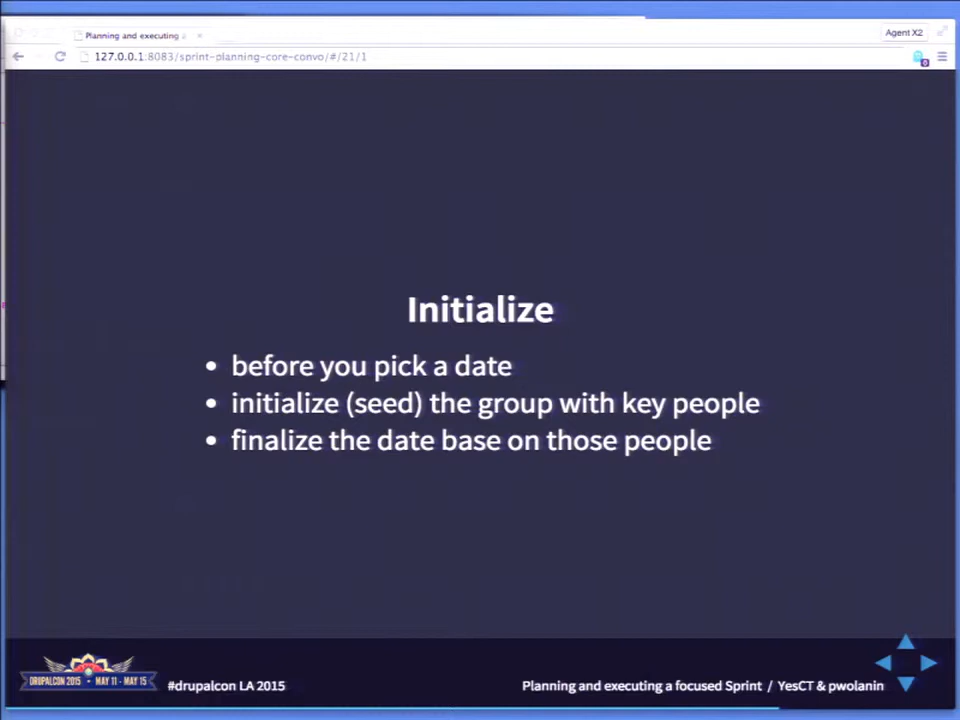 Planning and executing a
Agent X2
127.0.0.1:8083/sprint-planning-core-convo/#/21/1
0
Initialize
before you pick a date
initialize (seed) the group with key people
finalize the date base on those people
DRUPALCON 2015 • MAY 11 - MAY 15
#drupalcon LA 2015
Planning and executing a focused Sprint / YesCT & pwolanin